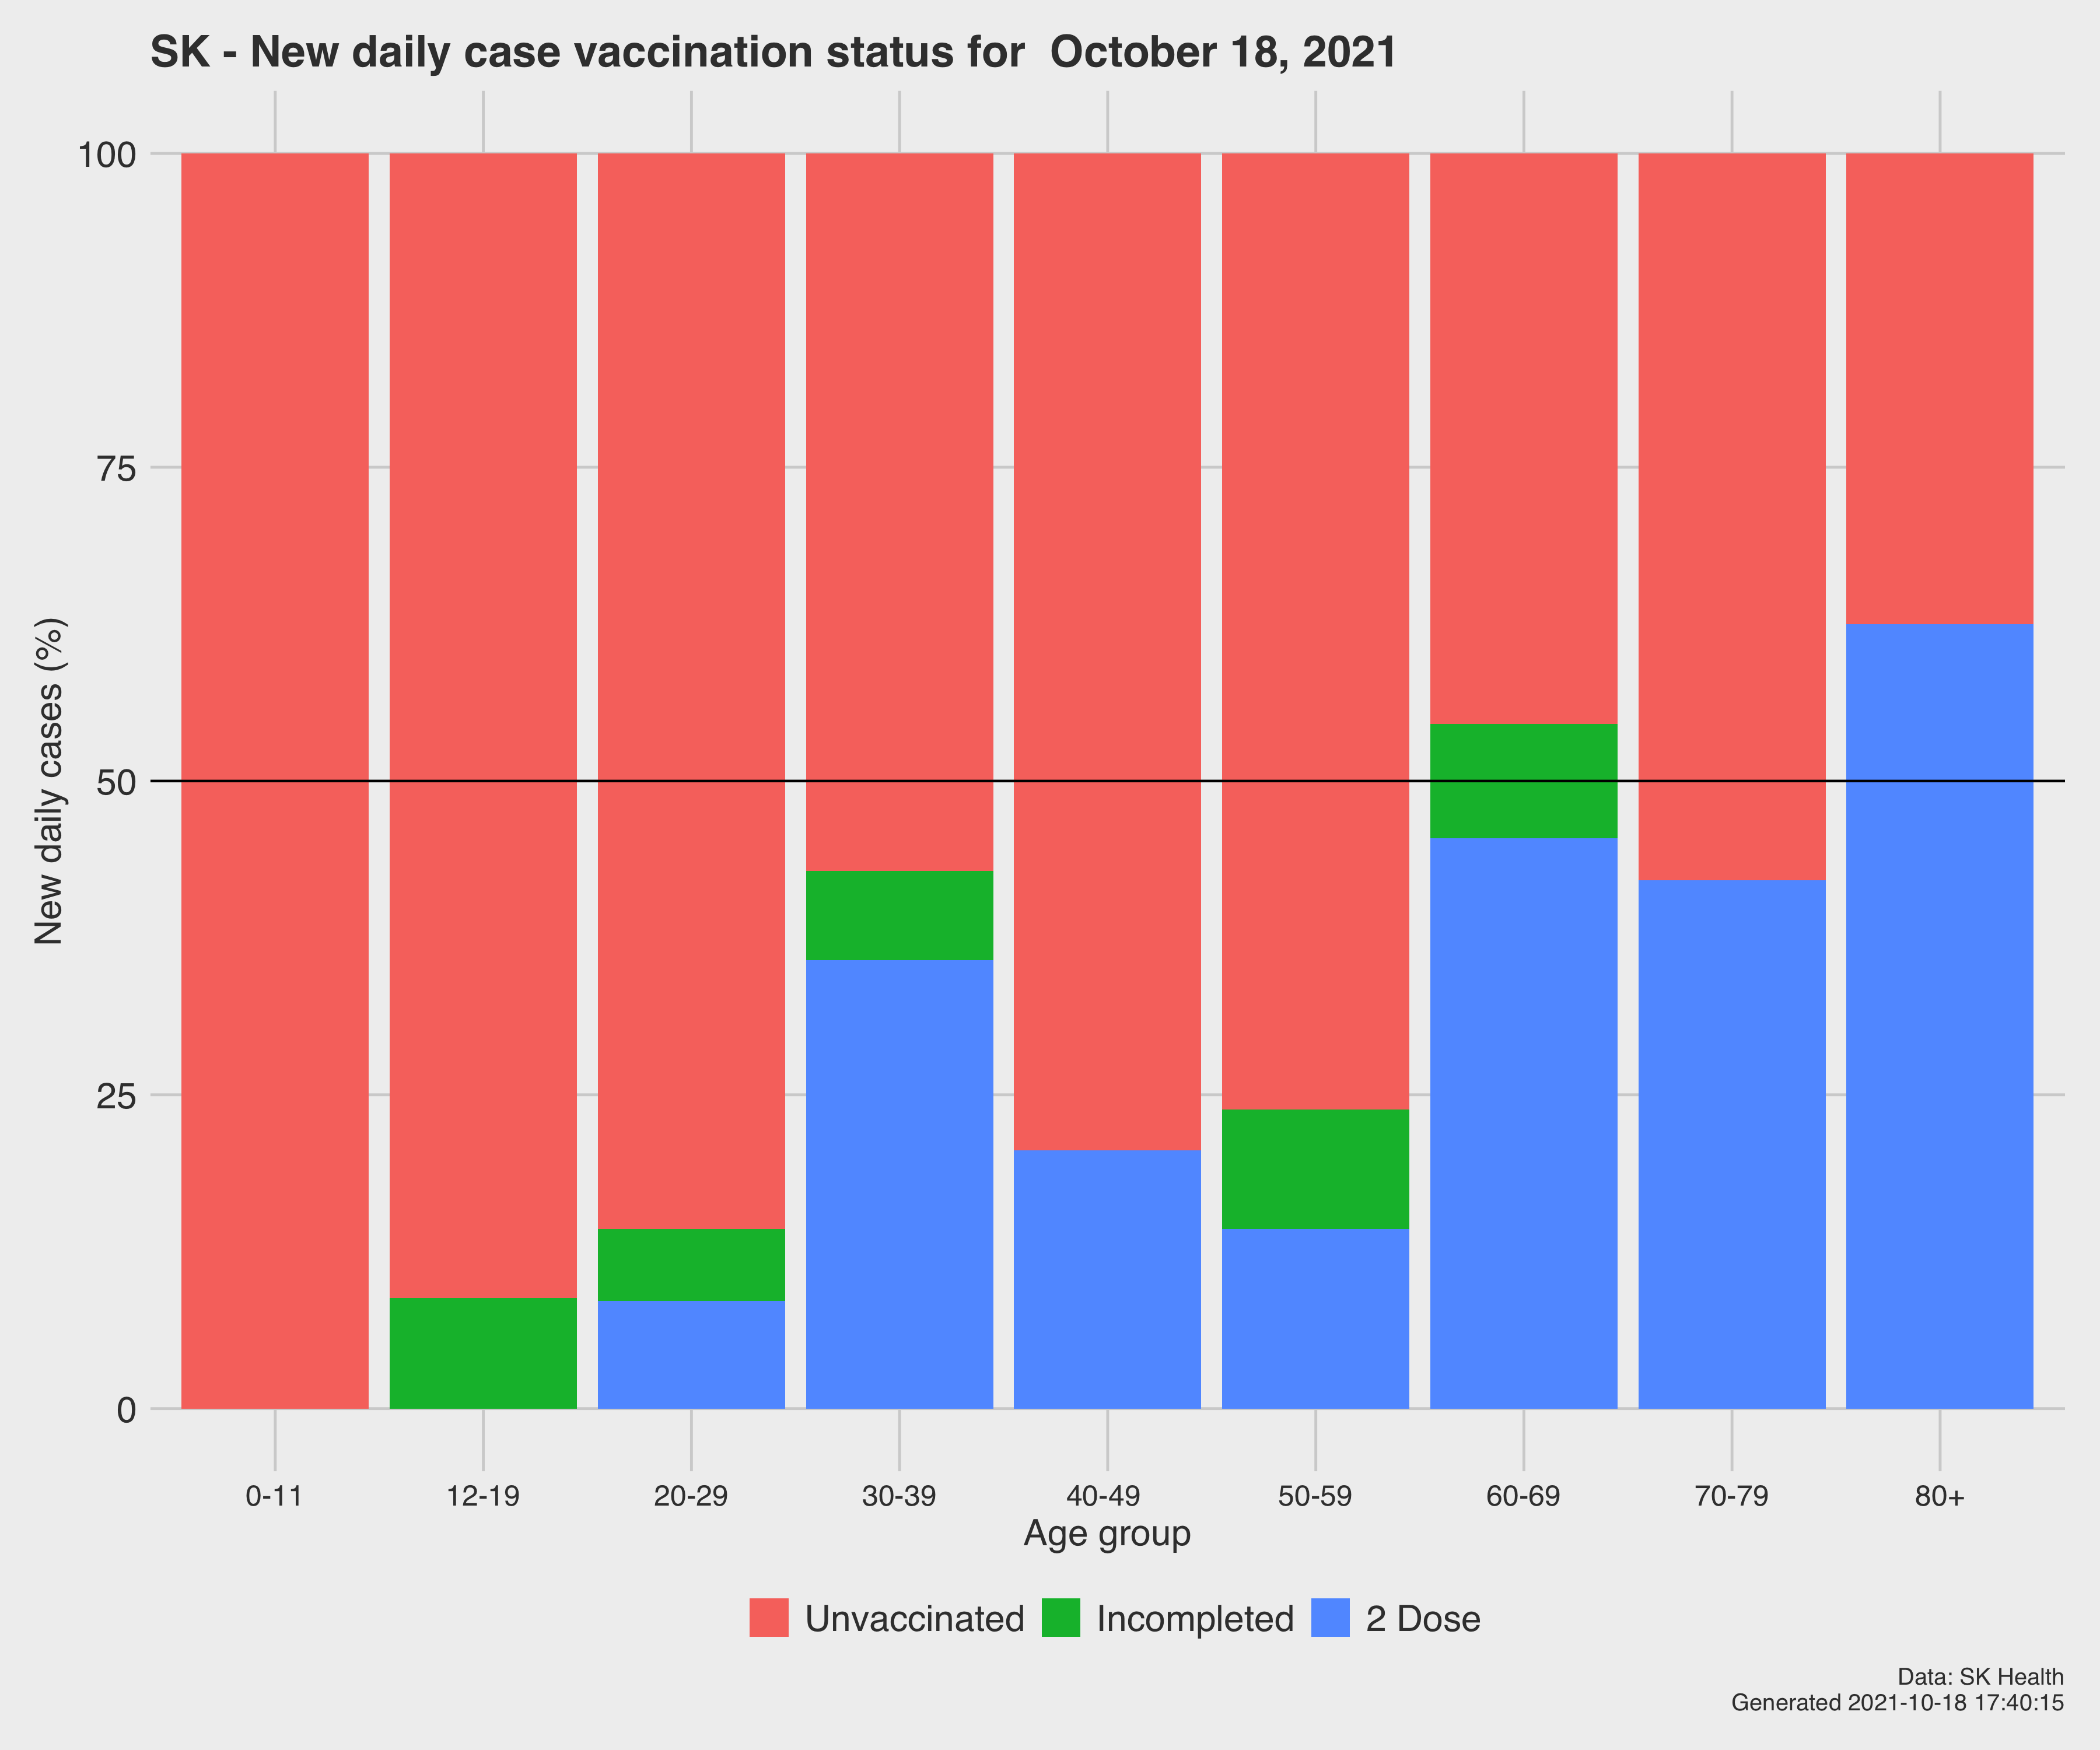 SK - New daily case vaccination status for  October 18, 2021
100
75
50
25
0
New daily cases (%)
0-11 12-19 20-29 30-39 40-49 50-59 60-69 70-79 80+
Age group
Unvaccinated Incompleted 2 Dose
Data: SK Health
Generated 2021-10-18 17:40:15